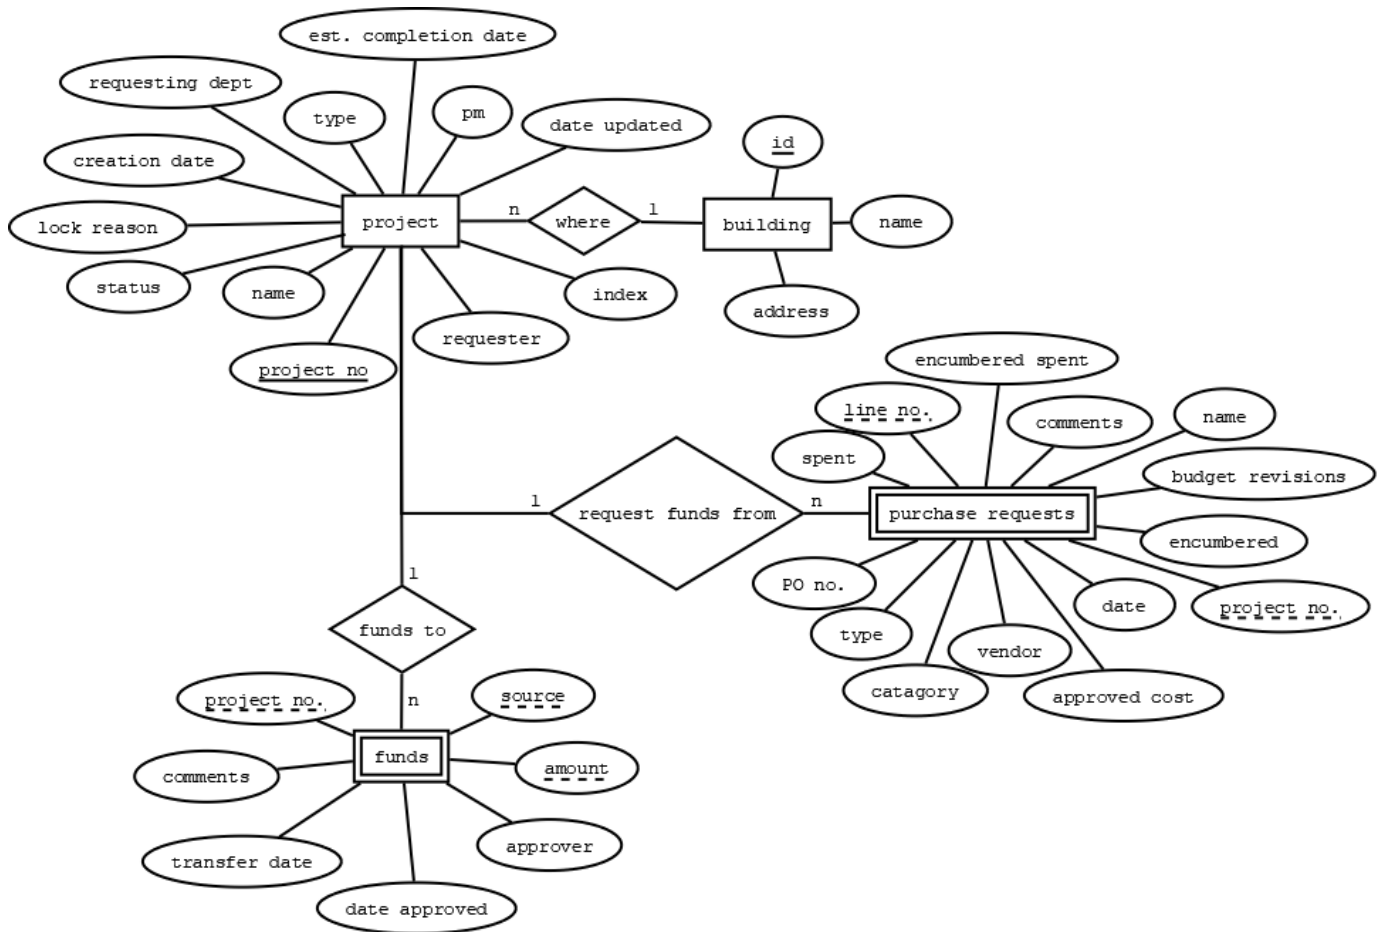 est. completion date
requesting dept
type
pm
date updated
id
creation date
project
n
where
1
building
name
lock reason
status
name
index
address
requester
project no
encumbered spent
line no.
comments
name
spent
budget revisions
1
request funds from
n
purchase requests
encumbered
PO no.
date
project no.
type
vendor
catagory
approved cost
1
funds to
n
project no.
source
funds
comments
amount
approver
transfer date
date approved